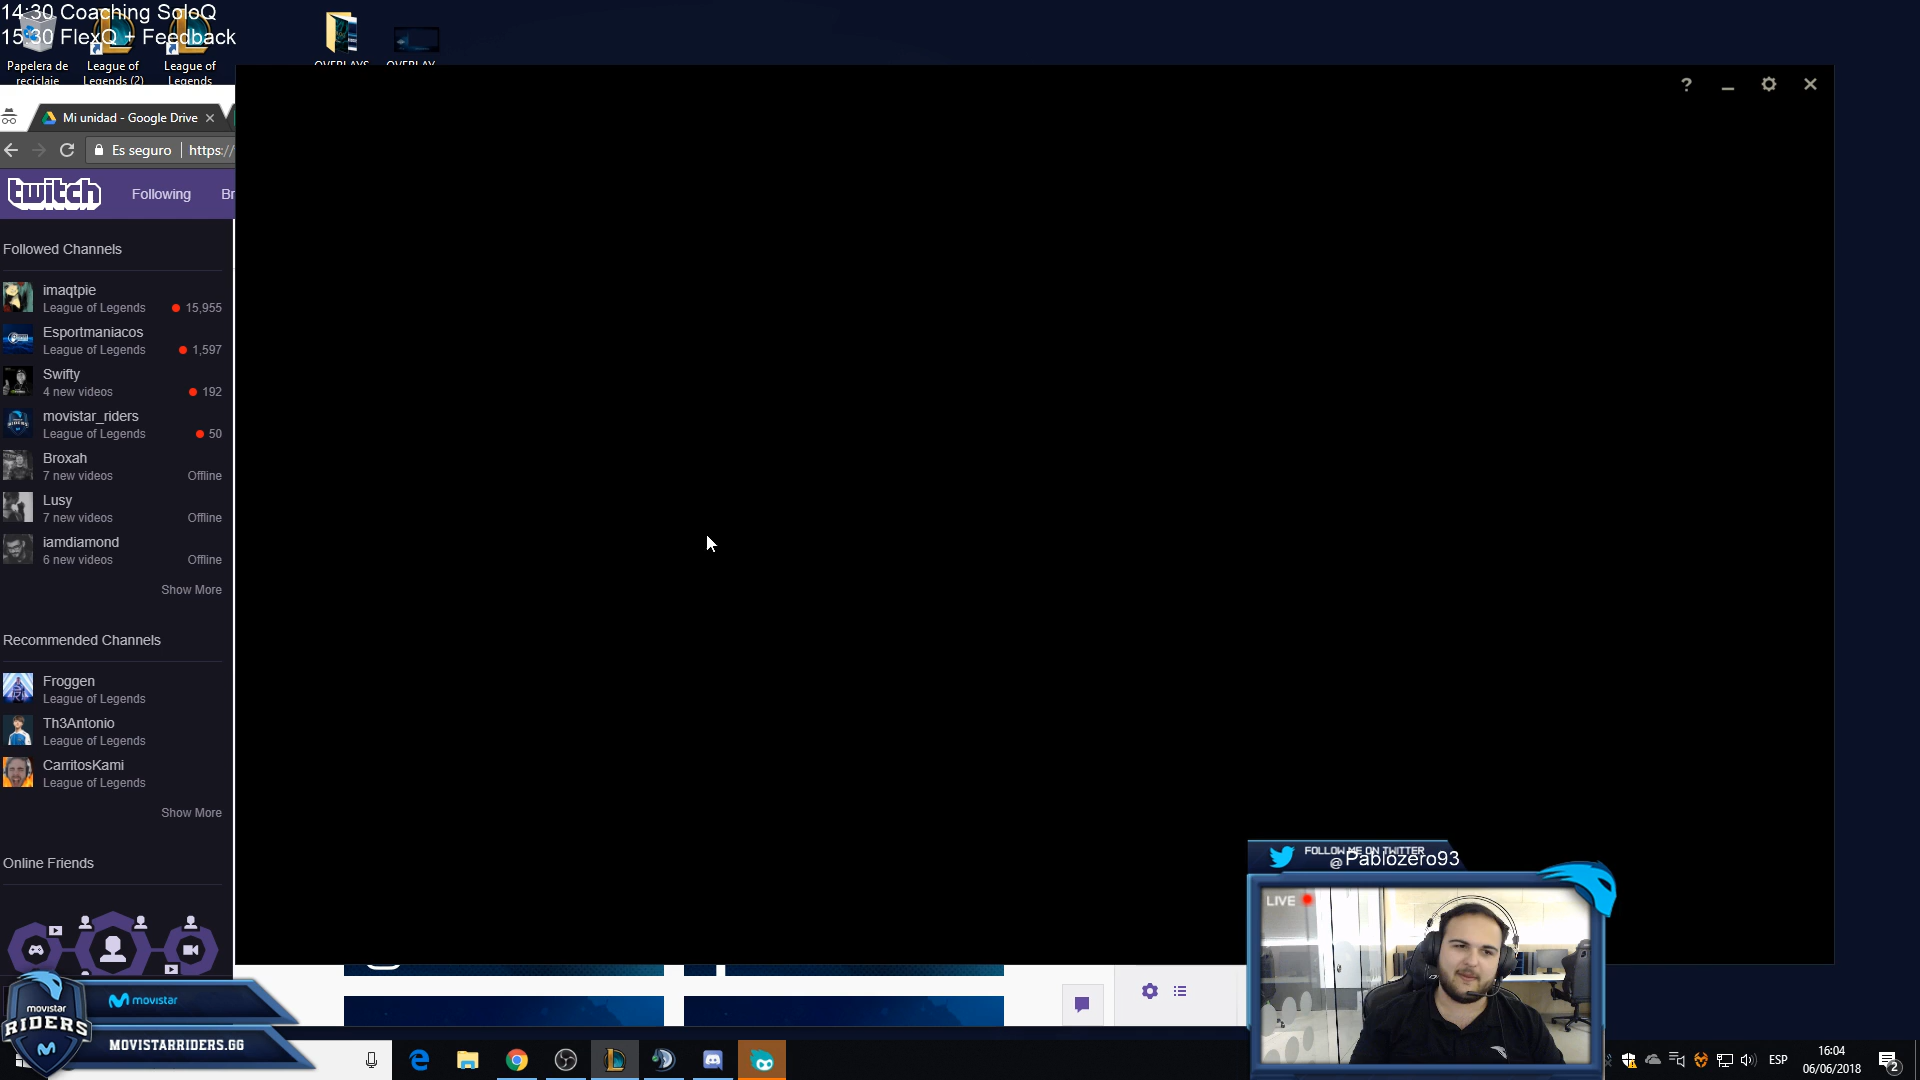 14:30 Coaching SoloQ
15:30 FlexQ + Feedback
Papelera de
reciclaje
League of
Legends (2)
League of
Legends
OVERLAYS
OVERLAY
Mi unidad - Google Drive
Es seguro
https:/
twitch
Following
Br
Followed Channels
imaqtpie
League of Legends
15,955
Esportmaniacos
League of Legends
1,597
Swifty
4 new videos
192
movistar_riders
League of Legends
50
Broxah
7 new videos
Offline
Lusy
7 new videos
Offline
iamdiamond
6 new videos
Offline
Show More
Recommended Channels
Froggen
League of Legends
Th3Antonio
League of Legends
CarritosKami
League of Legends
Show More
Online Friends
movistar
RIDERS
movistar
MOVISTARRIDERS.GG
FOLLOW ME ON TWITTER
@Pablozero93
LIVE
ESP
16:04
06/06/2018
2